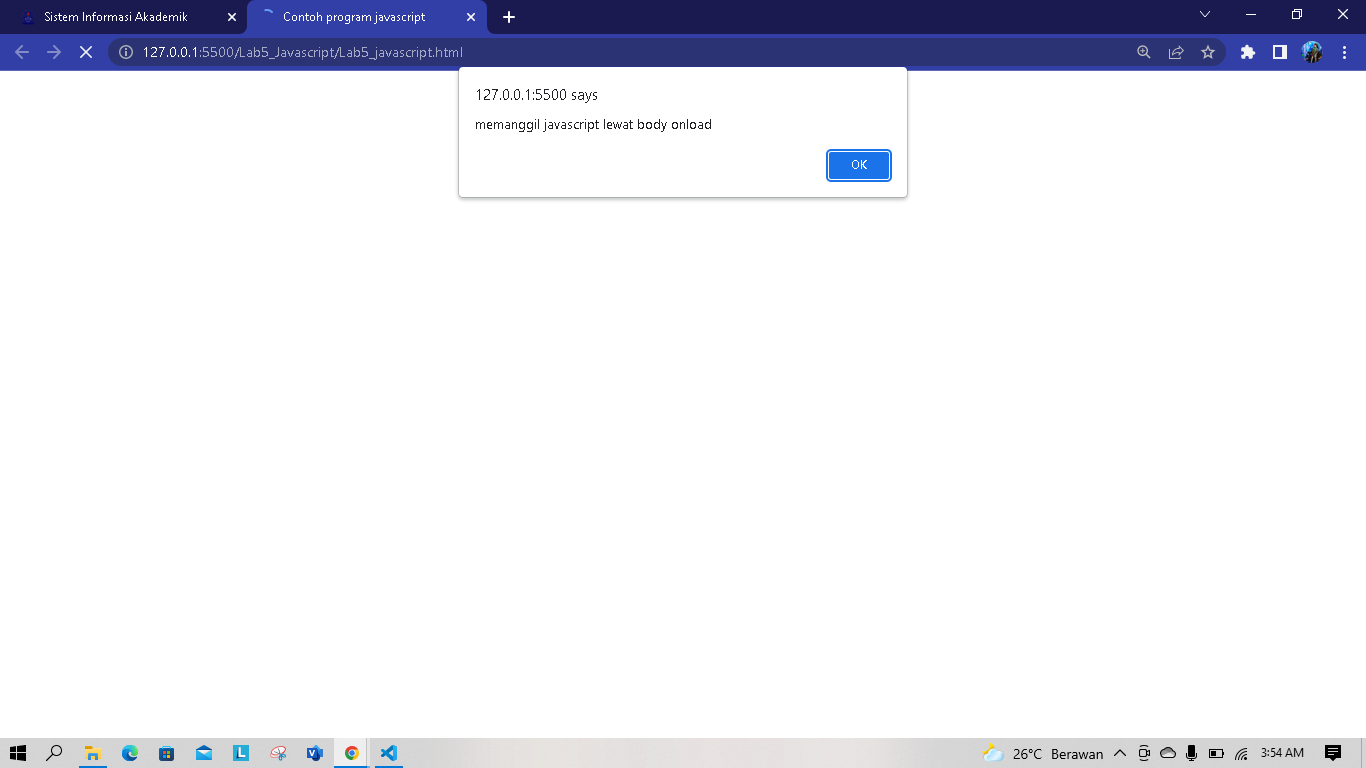 Sistem Informasi Akademik
Contoh program javascript
127.0.0.1:5500/Lab5_Javascript/Lab5_javascript.html
127.0.0.1:5500 says
memanggil javascript lewat body onload
OK
26°C Berawan
3:54 AM